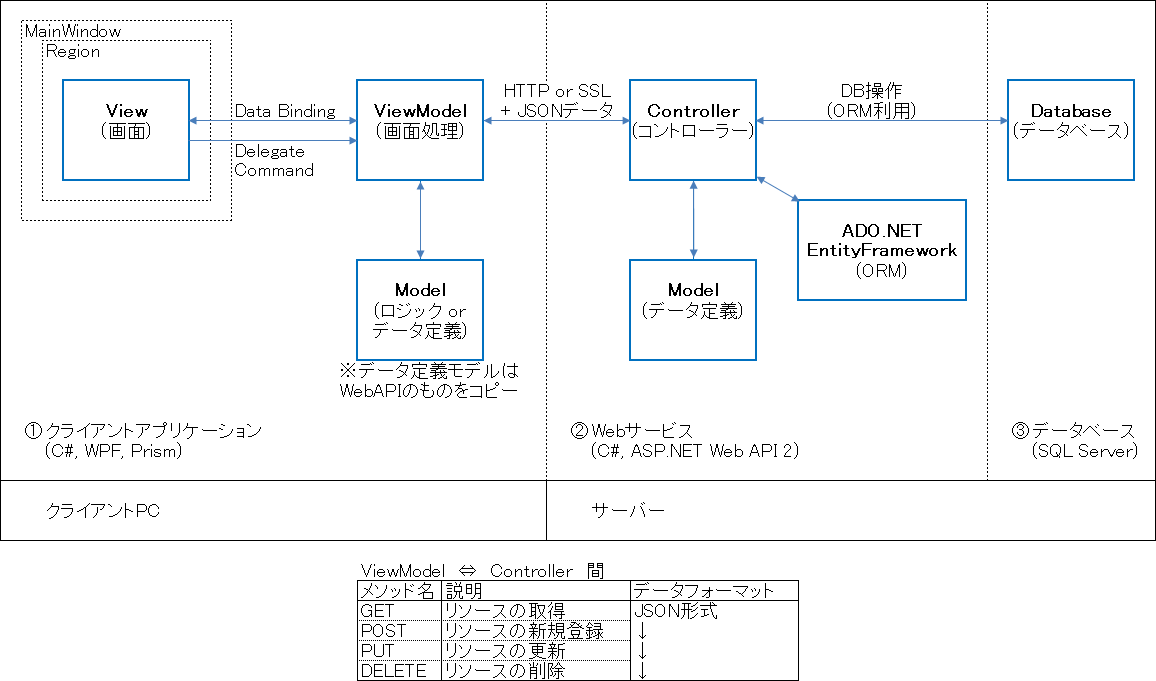 MainWindow
Region
View
(画面)
Data Binding
Delegate
Command
ViewModel
(画面処理)
HTTP or SSL
+ JSONデータ
Controller
(コントローラー)
DB操作
(ORM利用)
Database
(データベース)
ADO.NET
EntityFramework
(ORM)
Model
(ロジック or
データ定義)
※データ定義モデルは
WebAPIのものをコピー
Model
(データ定義)
①クライアントアプリケーション
(C#, WPF, Prism)
②Webサービス
(C#, ASP.NET Web API 2)
③データベース
(SQL Server)
クライアントPC
サーバー
ViewModel ⇔ Controller 間
メソッド名 説明 データフォーマット
GET リソースの取得 JSON形式
POST リソースの新規登録 ↓
PUT リソースの更新 ↓
DELETE リソースの削除 ↓